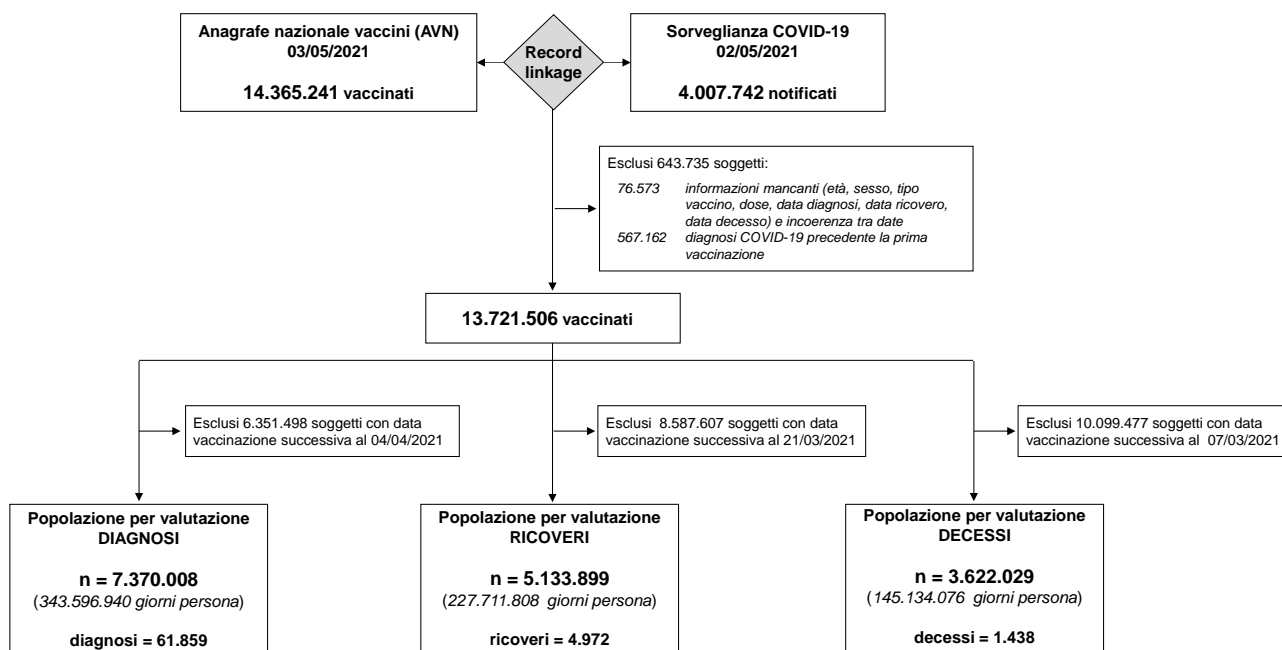 Anagrafe nazionale vaccini (AVN)
03/05/2021
14.365.241 vaccinati
Record
linkage
Sorveglianza COVID-19
02/05/2021
4.007.742 notificati
Esclusi 643.735 soggetti:
76.573 informazioni mancanti (età, sesso, tipo
vaccino, dose, data diagnosi, data ricovero,
data decesso) e incoerenza tra date
567.162 diagnosi COVID-19 precedente la prima
vaccinazione
13.721.506 vaccinati
Esclusi 6.351.498 soggetti con data
vaccinazione successiva al 04/04/2021
Esclusi 8.587.607 soggetti con data
vaccinazione successiva al 21/03/2021
Esclusi 10.099.477 soggetti con data
vaccinazione successiva al 07/03/2021
Popolazione per valutazione
DIAGNOSI
n = 7.370.008
(343.596.940 giorni persona)
diagnosi = 61.859
Popolazione per valutazione
RICOVERI
n = 5.133.899
(227.711.808 giorni persona)
ricoveri = 4.972
Popolazione per valutazione
DECESSI
n = 3.622.029
(145.134.076 giorni persona)
decessi = 1.438